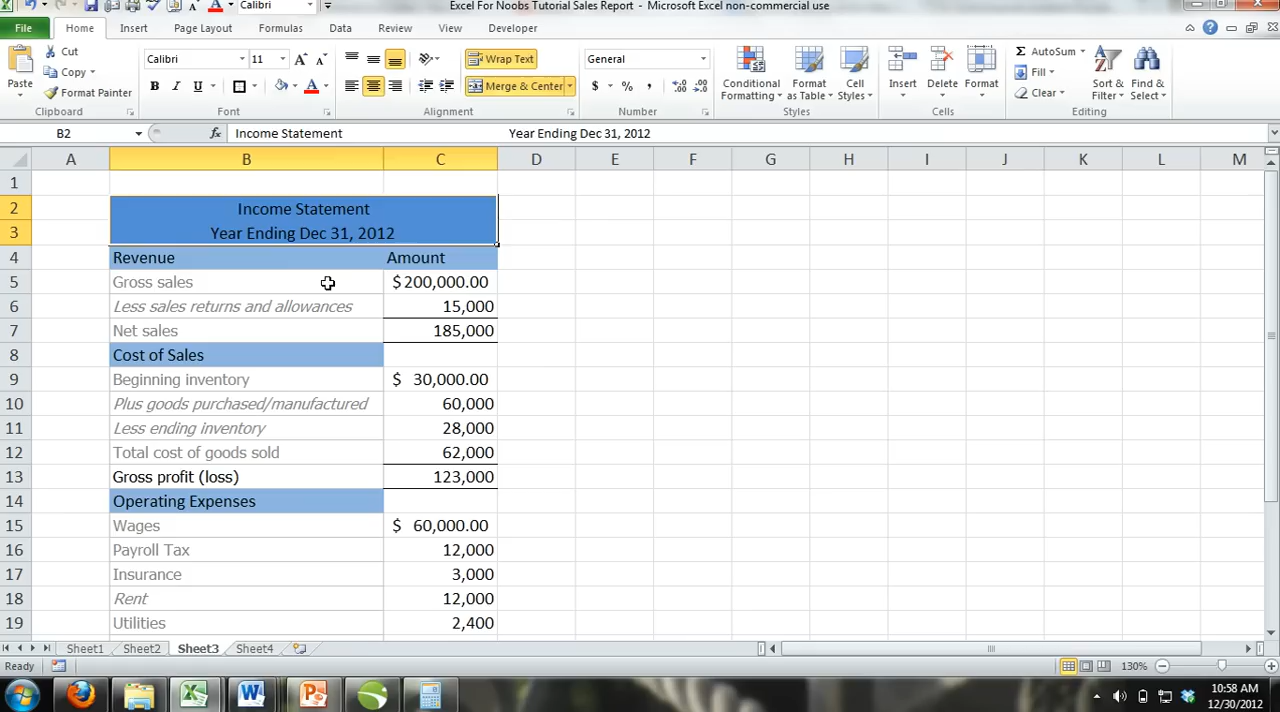 Calibri
Excel For Noobs Tutorial Sales Report - Microsoft Excel non-commercial use
File Home Insert Page Layout Formulas Data Review View Developer
Paste
Cut
Copy
Format Painter
Clipboard
Calibri 11
B I U
Font
Wrap Text
Merge & Center
Alignment
General
$ % ,
Number
Conditional Formatting
Format as Table
Cell Styles
Styles
Insert Delete Format
Cells
Σ AutoSum
Fill
Clear
Sort & Filter
Find & Select
Editing
B2 fx Income Statement Year Ending Dec 31, 2012
A B C D E F G H I J K L M
1
2 Income Statement
3 Year Ending Dec 31, 2012
4 Revenue Amount
5 Gross sales $200,000.00
6 Less sales returns and allowances 15,000
7 Net sales 185,000
8 Cost of Sales
9 Beginning inventory $ 30,000.00
10 Plus goods purchased/manufactured 60,000
11 Less ending inventory 28,000
12 Total cost of goods sold 62,000
13 Gross profit (loss) 123,000
14 Operating Expenses
15 Wages $ 60,000.00
16 Payroll Tax 12,000
17 Insurance 3,000
18 Rent 12,000
19 Utilities 2,400
Sheet1 Sheet2 Sheet3 Sheet4
Ready 130%
10:58 AM
12/30/2012